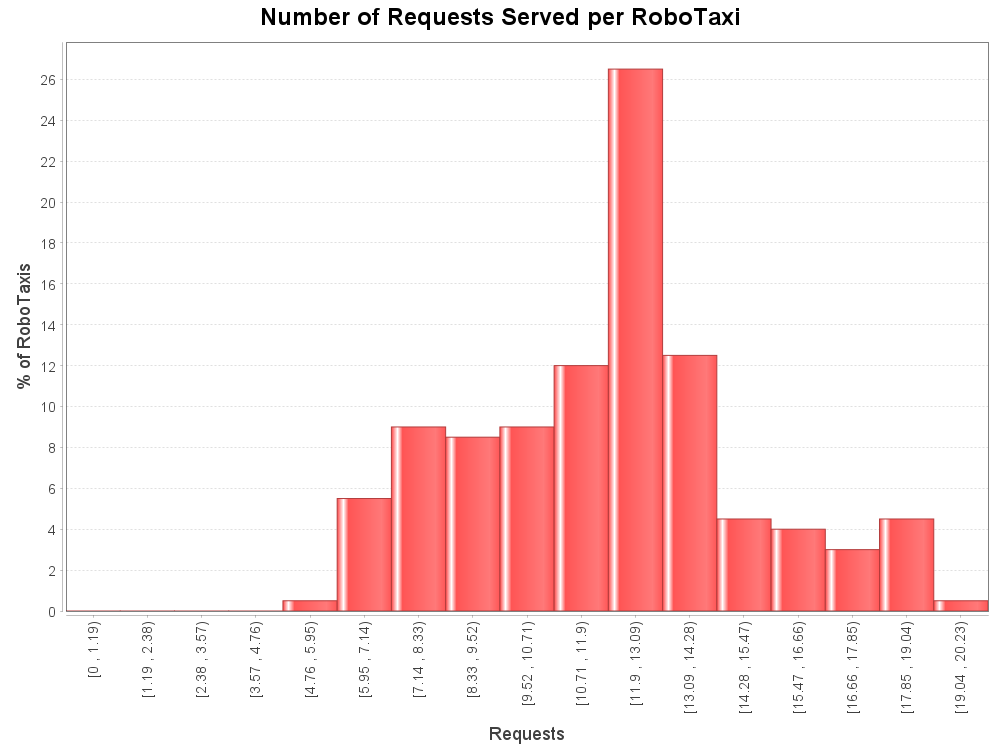 Number of Requests Served per RoboTaxi
% of RoboTaxis
26
24
22
20
18
16
14
12
10
8
6
4
2
0
[0 , 1.19)
[1.19 , 2.38)
[2.38 , 3.57)
[3.57 , 4.76)
[4.76 , 5.95)
[5.95 , 7.14)
[7.14 , 8.33)
[8.33 , 9.52)
[9.52 , 10.71)
[10.71 , 11.9)
[11.9 , 13.09)
[13.09 , 14.28)
[14.28 , 15.47)
[15.47 , 16.66)
[16.66 , 17.85)
[17.85 , 19.04)
[19.04 , 20.23)
Requests